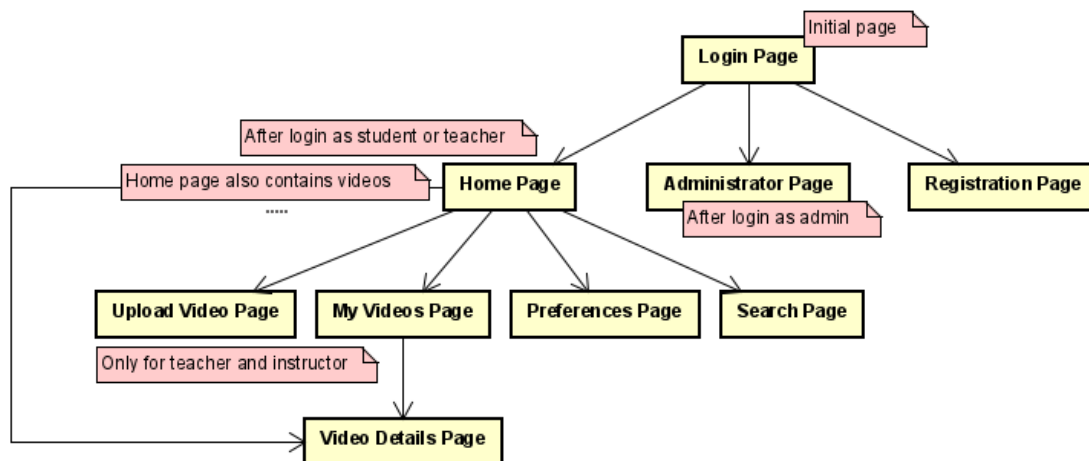 Initial page
Login Page
After login as student or teacher
Home page also contains videos
.....
Home Page
Administrator Page
Registration Page
After login as admin
Upload Video Page
My Videos Page
Preferences Page
Search Page
Only for teacher and instructor
Video Details Page